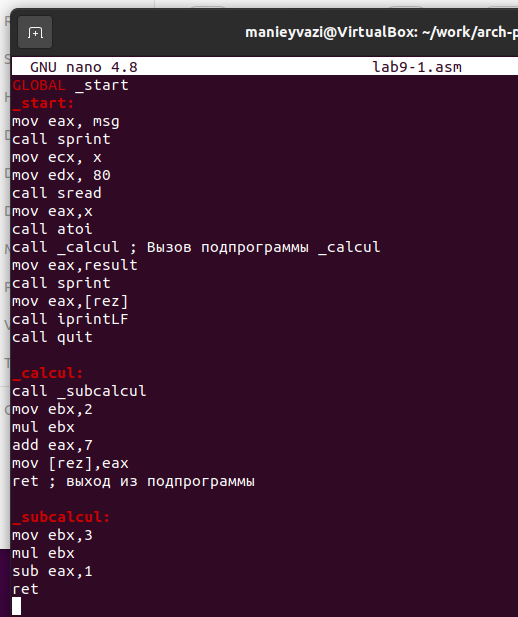 manieyvazi@VirtualBox: ~/work/arch-p
GNU nano 4.8 lab9-1.asm
GLOBAL _start
_start:
mov eax, msg
call sprint
mov ecx, x
mov edx, 80
call sread
mov eax,x
call atoi
call _calcul ; Вызов подпрограммы _calcul
mov eax,result
call sprint
mov eax,[rez]
call iprintLF
call quit
_calcul:
call _subcalcul
mov ebx,2
mul ebx
add eax,7
mov [rez],eax
ret ; выход из подпрограммы
_subcalcul:
mov ebx,3
mul ebx
sub eax,1
ret